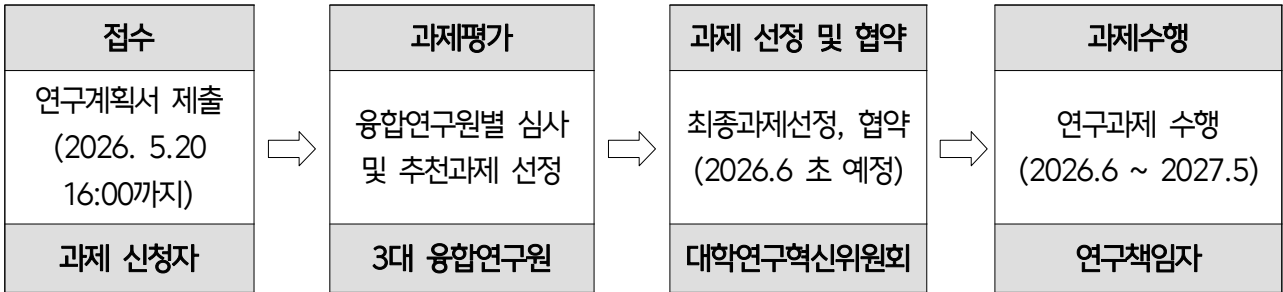 접수
연구계획서 제출
(2026. 5.20
16:00까지)
과제 신청자
과제평가
융합연구원별 심사
및 추천과제 선정
3대 융합연구원
과제 선정 및 협약
최종과제선정, 협약
(2026.6 초 예정)
대학연구혁신위원회
과제수행
연구과제 수행
(2026.6 ~ 2027.5)
연구책임자